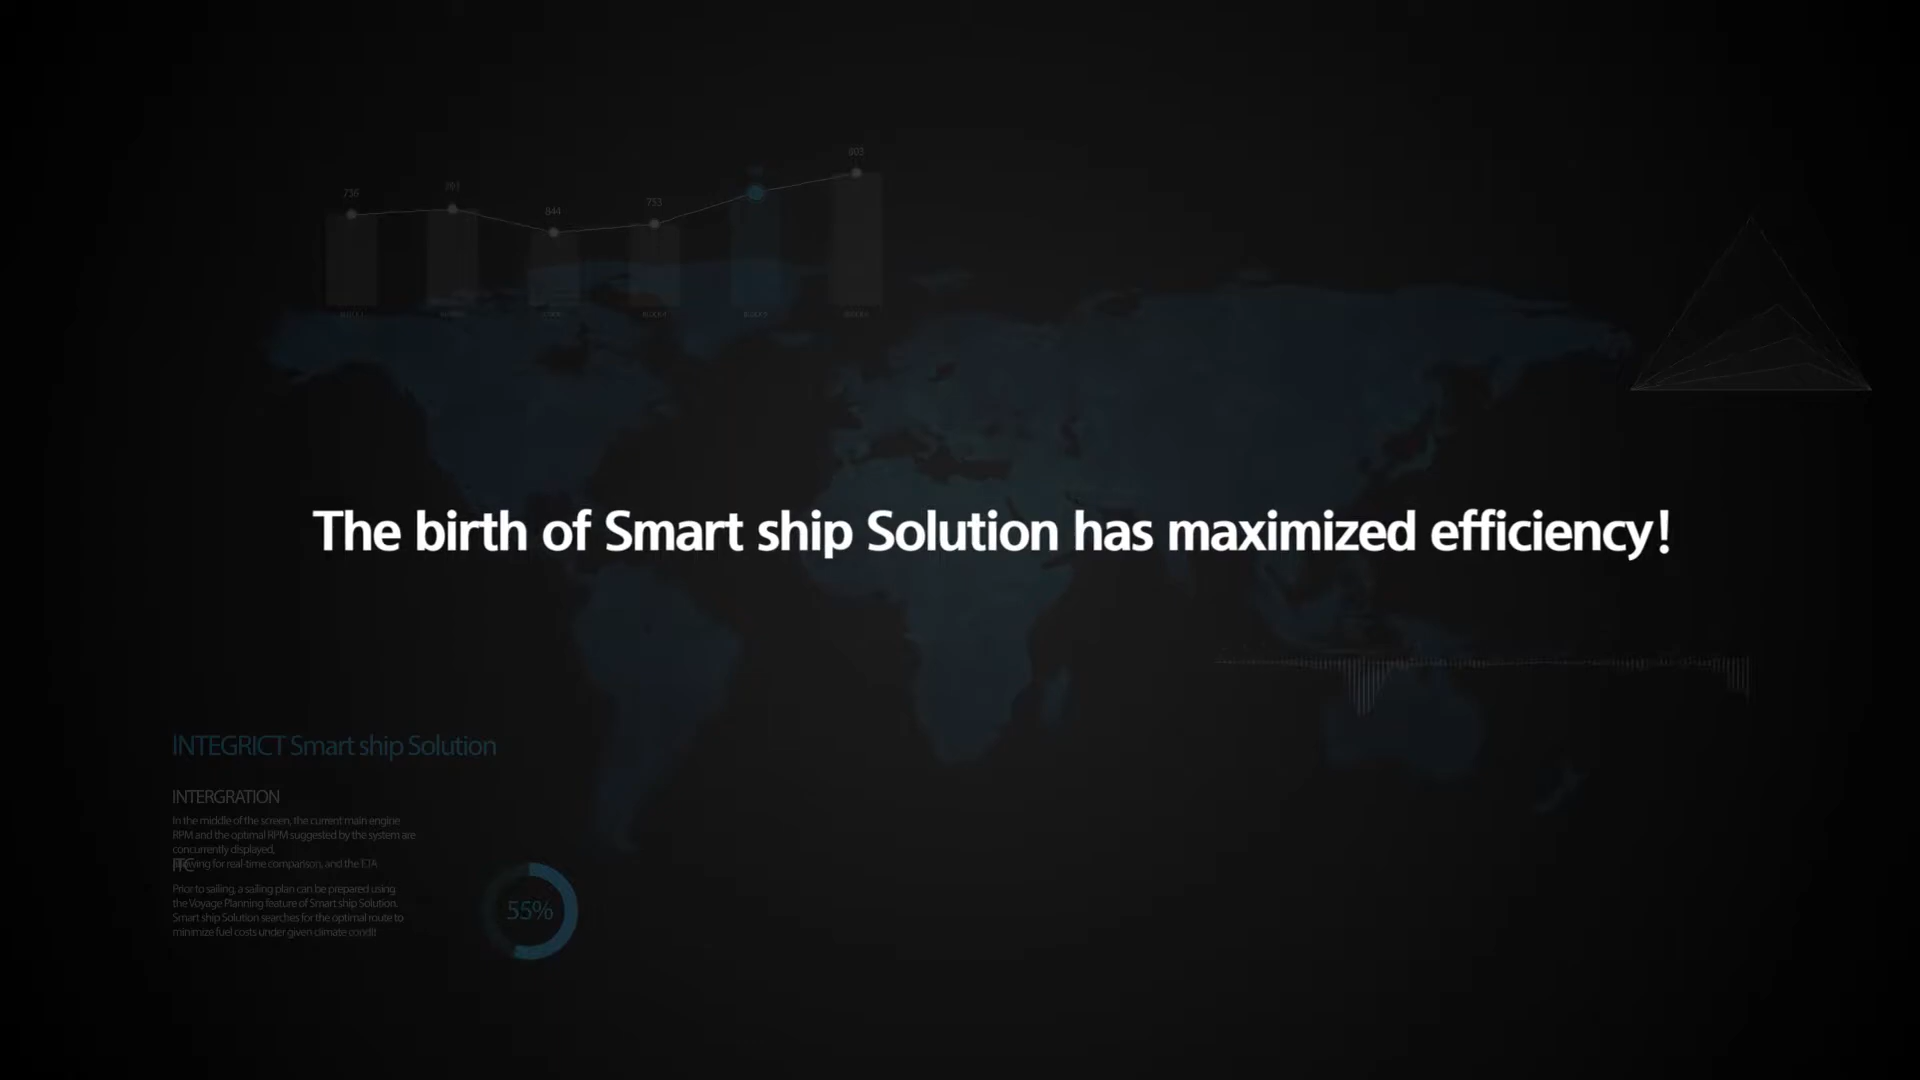 803
736
844
753
The birth of Smart ship Solution has maximized efficiency!
INTEGRICT Smart ship Solution
INTERGRATION
In the middle of the screen, the current main engine
RPM and the optimal RPM suggested by the system are
concurrently displayed,
allowing for real-time comparison, and the ETA
ITC
Prior to sailing, a sailing plan can be prepared using
the Voyage Planning feature of Smart ship Solution.
Smart ship Solution searches for the optimal route to
minimize fuel costs under given climate condit
55%